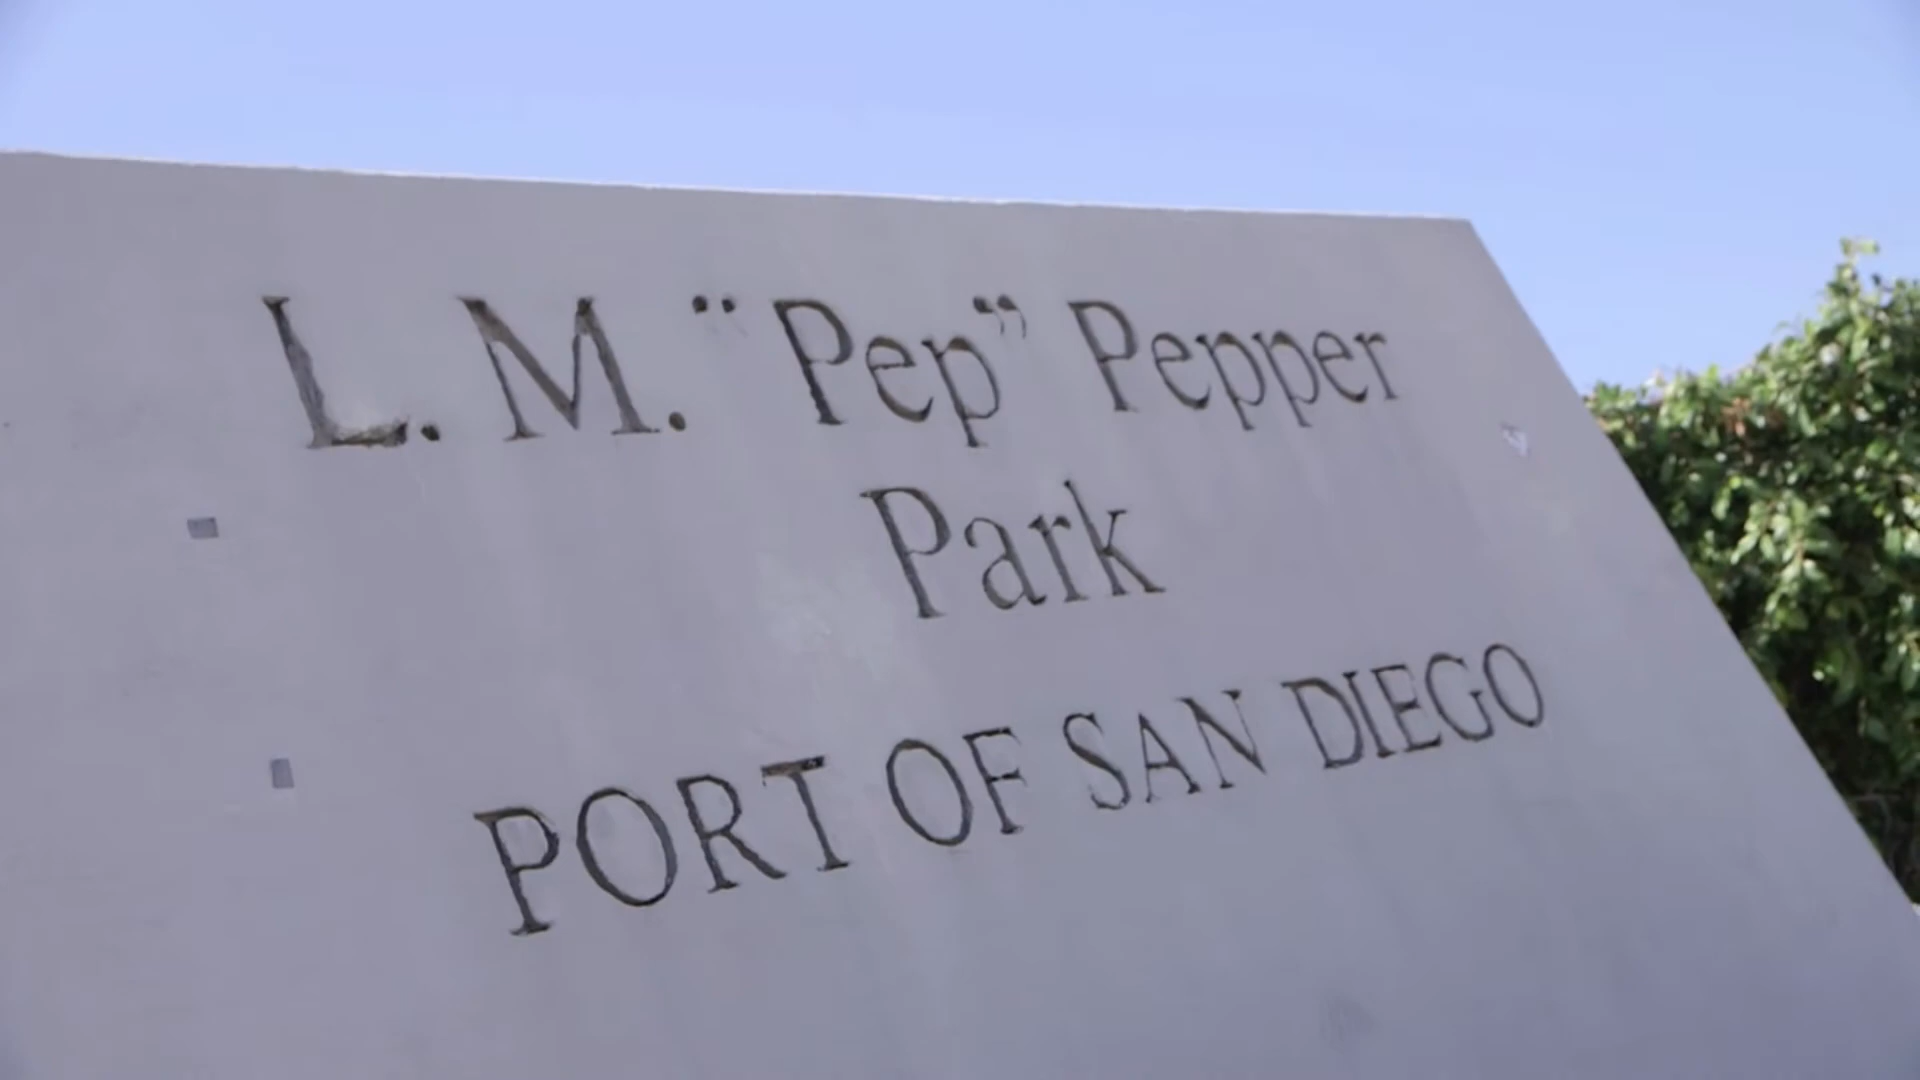 L. M. “Pep” Pepper
Park
PORT OF SAN DIEGO